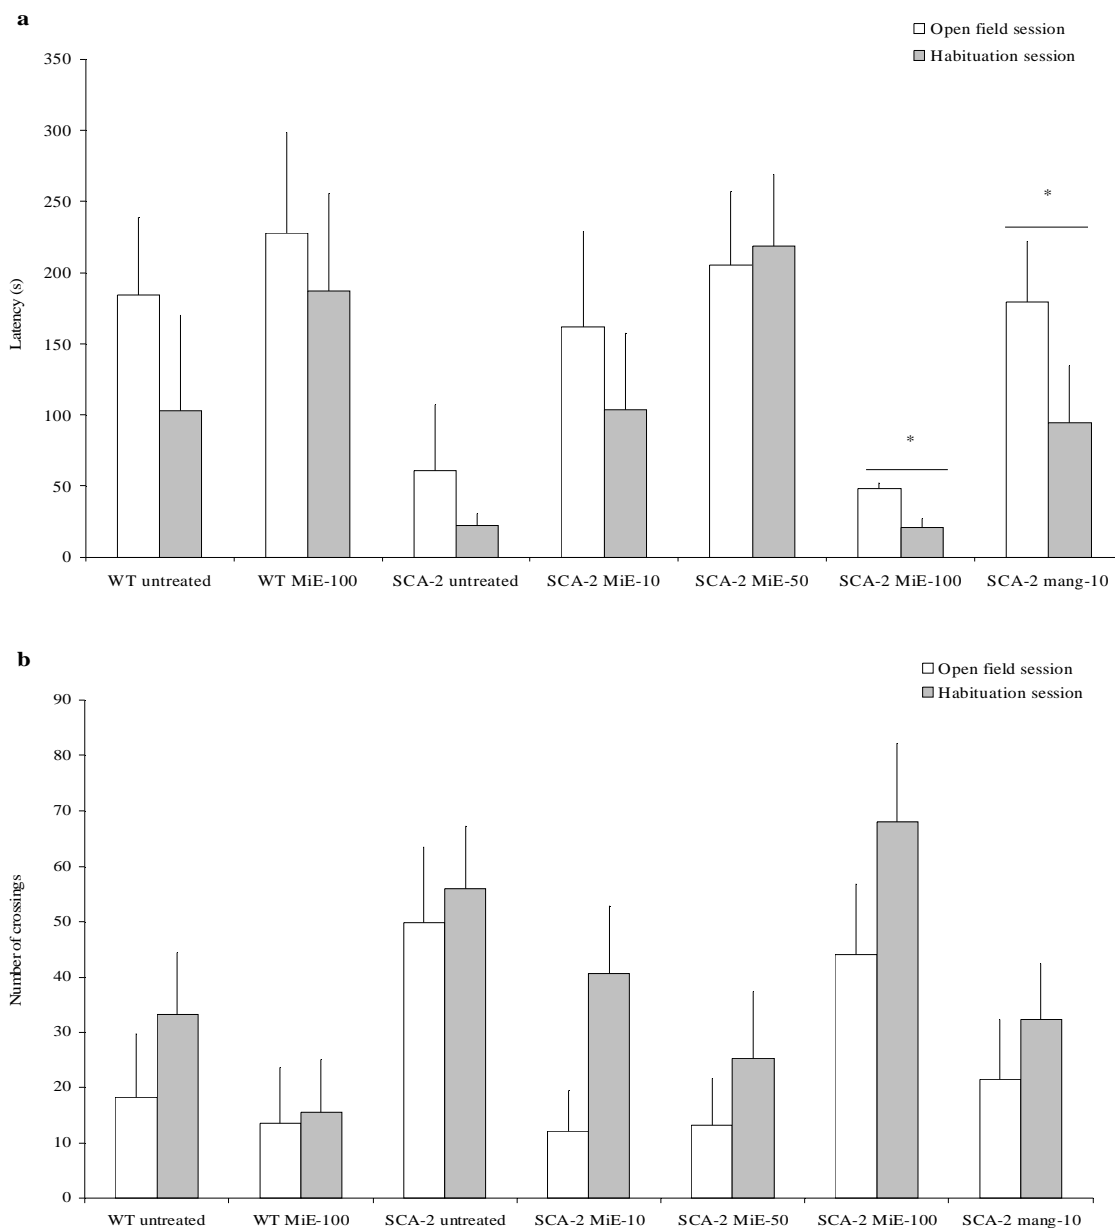 a
Open field session
Habituation session
350
300
250
200
150
100
50
0
Latency (s)
*
*
WT untreated WT MiE-100 SCA-2 untreated SCA-2 MiE-10 SCA-2 MiE-50 SCA-2 MiE-100 SCA-2 mang-10
b
Open field session
Habituation session
90
80
70
60
50
40
30
20
10
0
Number of crossings
WT untreated WT MiE-100 SCA-2 untreated SCA-2 MiE-10 SCA-2 MiE-50 SCA-2 MiE-100 SCA-2 mang-10